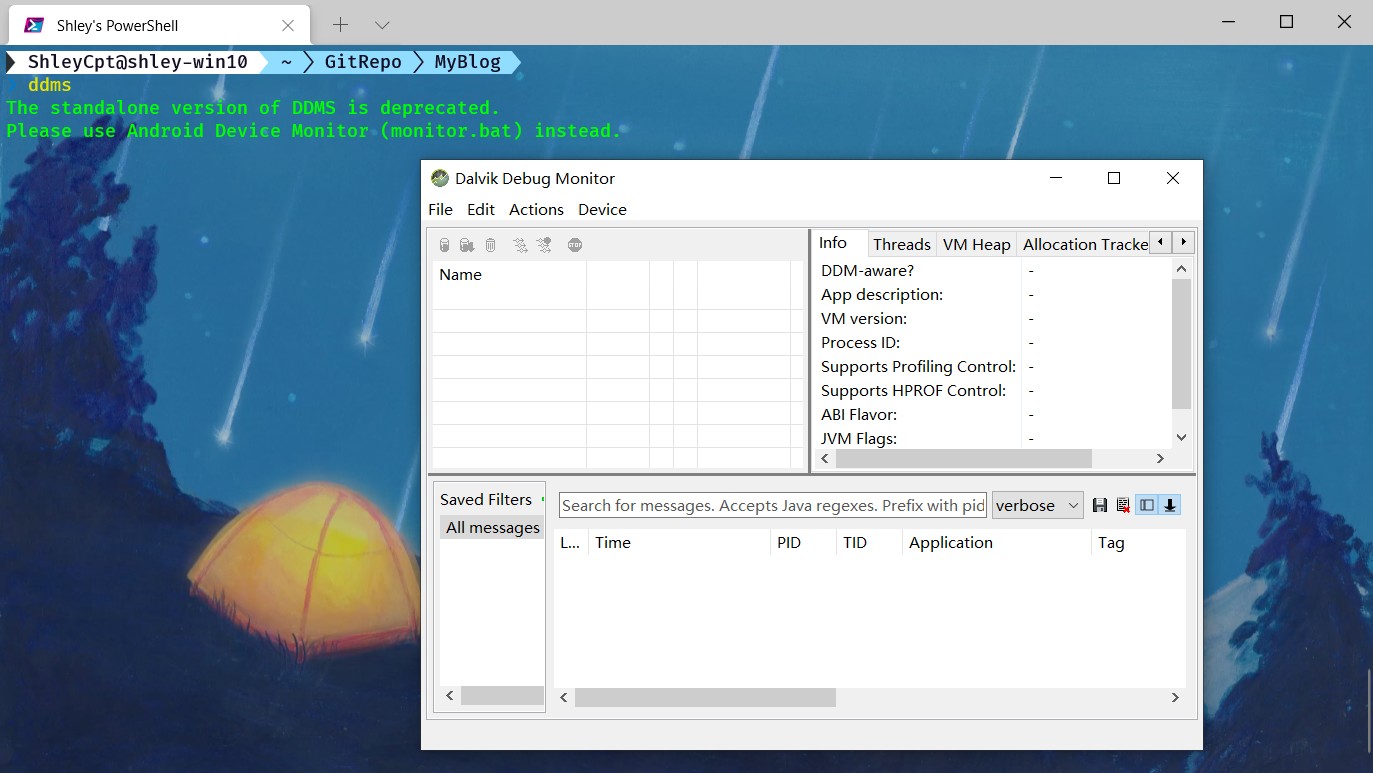 Shley's PowerShell
ShleyCpt@shley-win10 ~ GitRepo MyBlog
ddms
The standalone version of DDMS is deprecated.
Please use Android Device Monitor (monitor.bat) instead.
Dalvik Debug Monitor
File Edit Actions Device
Info Threads VM Heap Allocation Tracke
Name
DDM-aware? -
App description: -
VM version: -
Process ID: -
Supports Profiling Control: -
Supports HPROF Control: -
ABI Flavor: -
JVM Flags: -
Saved Filters
All messages
Search for messages. Accepts Java regexes. Prefix with pid
verbose
L... Time PID TID Application Tag